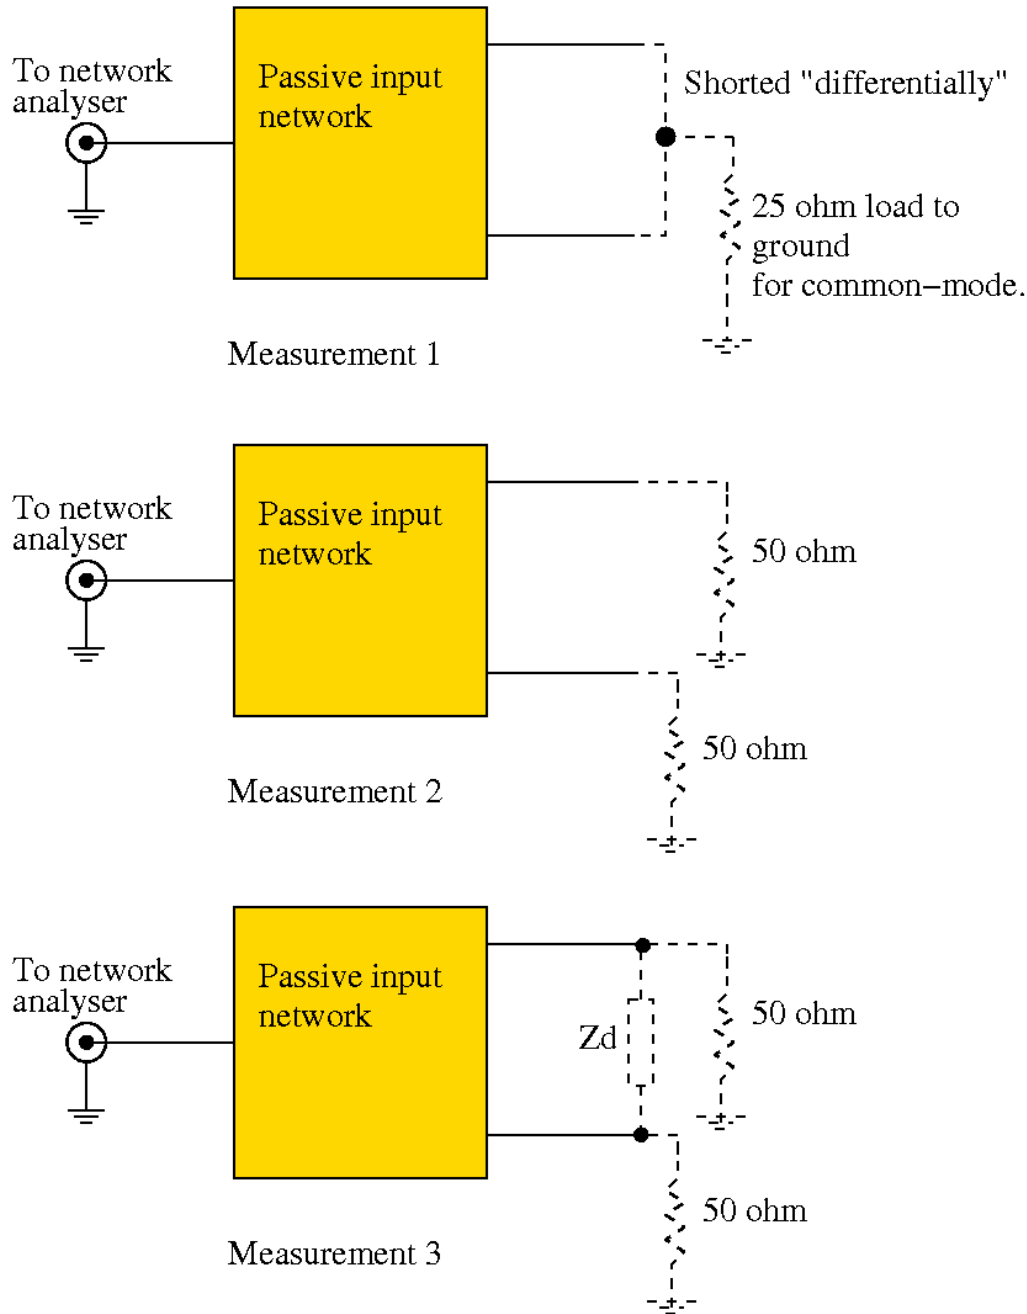 To network
analyser
Passive input
network
Shorted "differentially"
25 ohm load to
ground
for common−mode.
Measurement 1
To network
analyser
Passive input
network
50 ohm
50 ohm
Measurement 2
To network
analyser
Passive input
network
Zd
50 ohm
50 ohm
Measurement 3